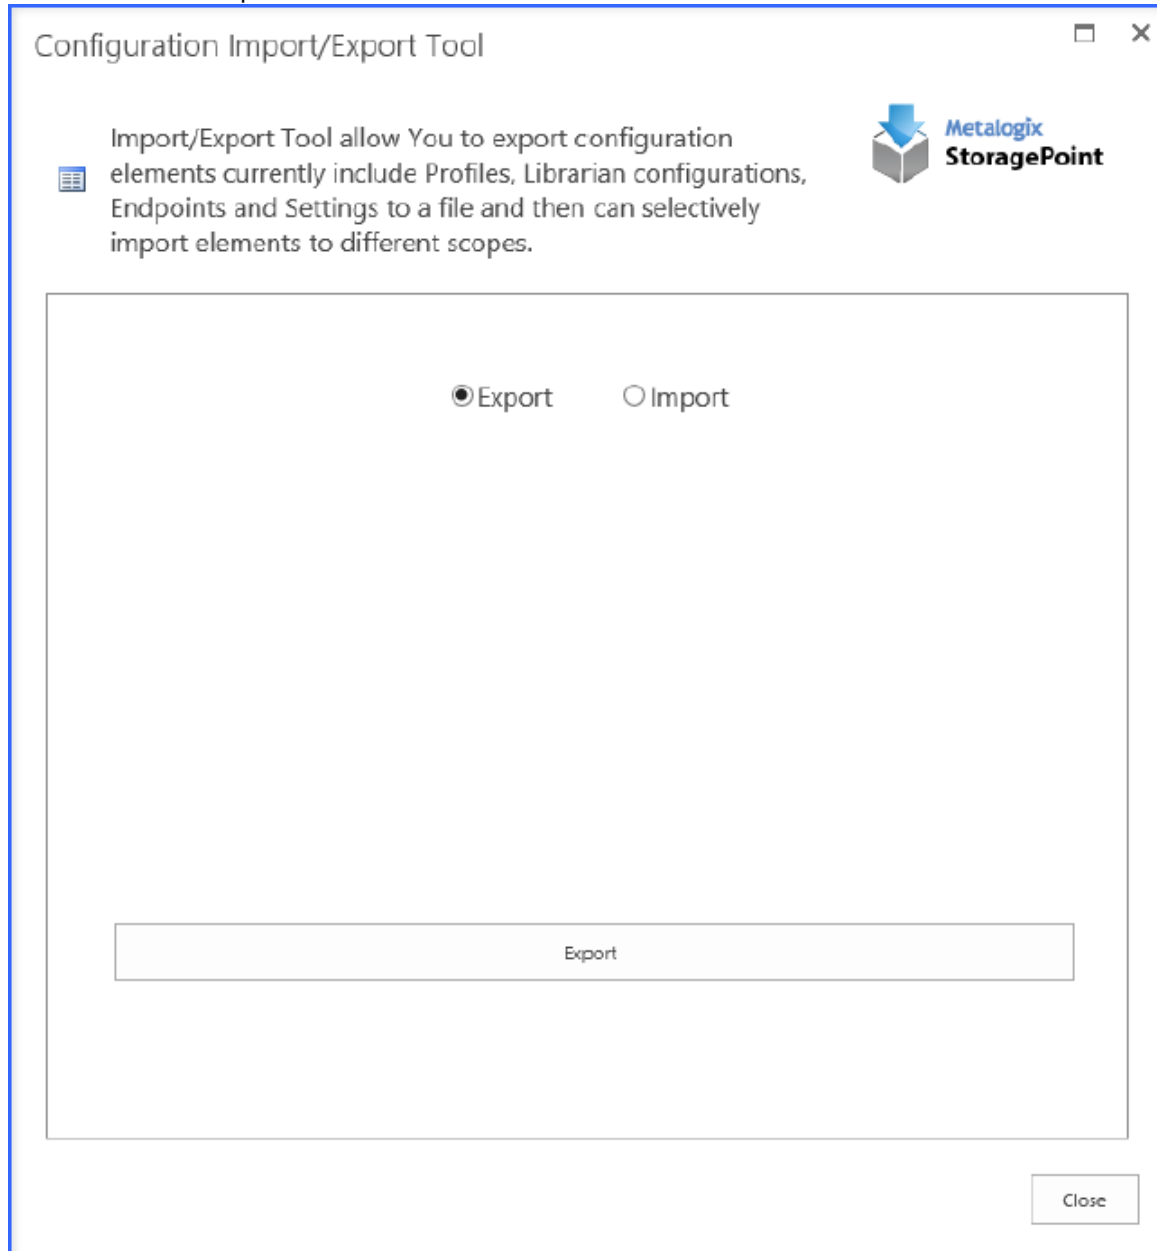 Configuration Import/Export Tool
Import/Export Tool allow You to export configuration
elements currently include Profiles, Librarian configurations,
Endpoints and Settings to a file and then can selectively
import elements to different scopes.
Metalogix
StoragePoint
Export Import
Export
Close